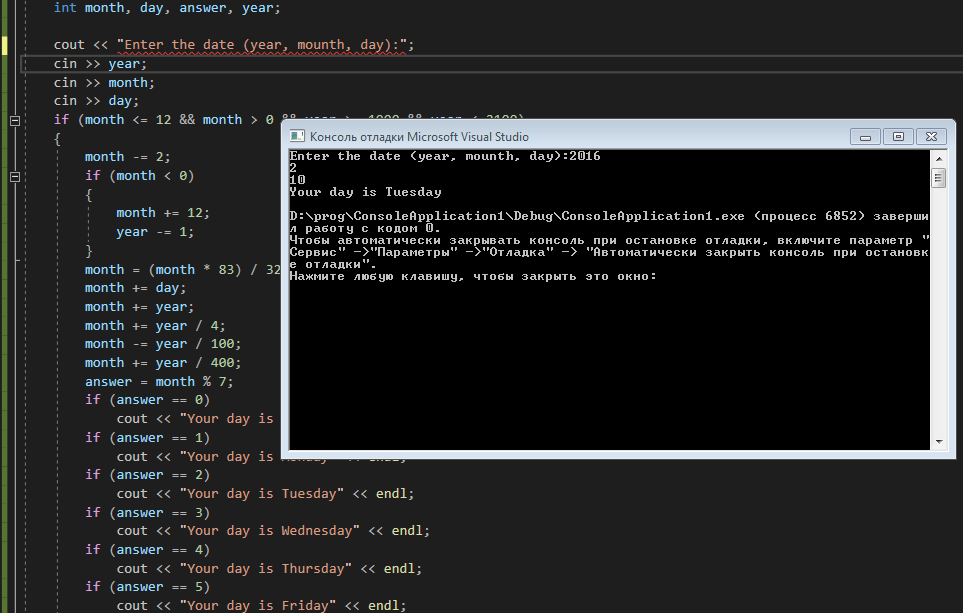 int month, day, answer, year;
cout << "Enter the date (year, mounth, day):";
cin >> year;
cin >> month;
cin >> day;
if (month <= 12 && month > 0 && year >= 1000 && year < 2100)
{
month -= 2;
if (month < 0)
{
month += 12;
year -= 1;
}
month = (month * 83) / 32
month += day;
month += year;
month += year / 4;
month -= year / 100;
month += year / 400;
answer = month % 7;
if (answer == 0)
cout << "Your day is
if (answer == 1)
cout << "Your day is Monday" << endl;
if (answer == 2)
cout << "Your day is Tuesday" << endl;
if (answer == 3)
cout << "Your day is Wednesday" << endl;
if (answer == 4)
cout << "Your day is Thursday" << endl;
if (answer == 5)
cout << "Your day is Friday" << endl;
Консоль отладки Microsoft Visual Studio
Enter the date (year, mounth, day):2016
2
10
Your day is Tuesday
D:\prog\ConsoleApplication1\Debug\ConsoleApplication1.exe (процесс 6852) заверши
л работу с кодом 0.
Чтобы автоматически закрывать консоль при остановке отладки, включите параметр "
Сервис" ->"Параметры" ->"Отладка" -> "Автоматически закрыть консоль при остановк
е отладки".
Нажмите любую клавишу, чтобы закрыть это окно: